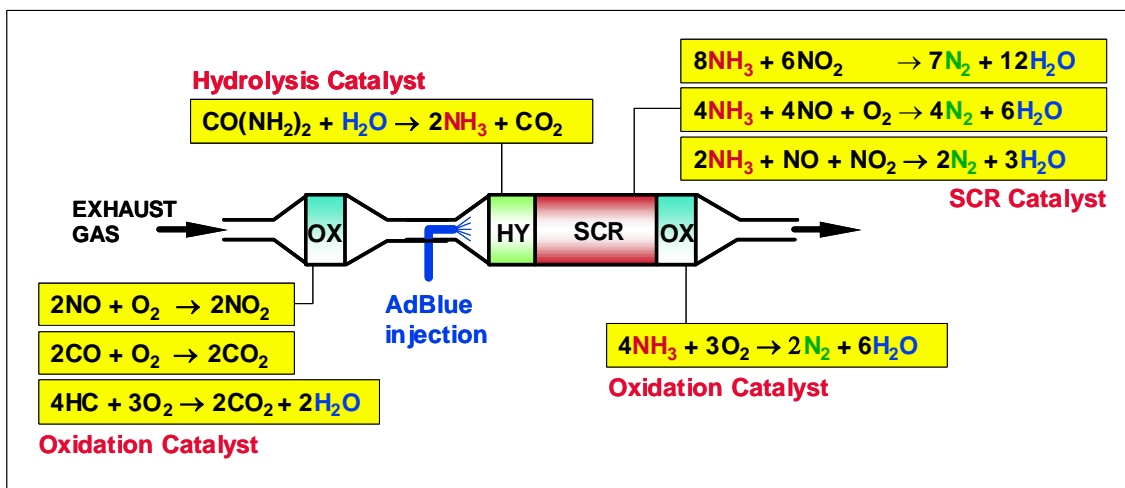 Hydrolysis Catalyst
CO(NH₂)₂ + H₂O → 2NH₃ + CO₂
8NH₃ + 6NO₂ → 7N₂ + 12H₂O
4NH₃ + 4NO + O₂ → 4N₂ + 6H₂O
2NH₃ + NO + NO₂ → 2N₂ + 3H₂O
SCR Catalyst
EXHAUST
GAS
OX
HY
SCR
OX
AdBlue
injection
2NO + O₂ → 2NO₂
2CO + O₂ → 2CO₂
4HC + 3O₂ → 2CO₂ + 2H₂O
Oxidation Catalyst
4NH₃ + 3O₂ → 2N₂ + 6H₂O
Oxidation Catalyst